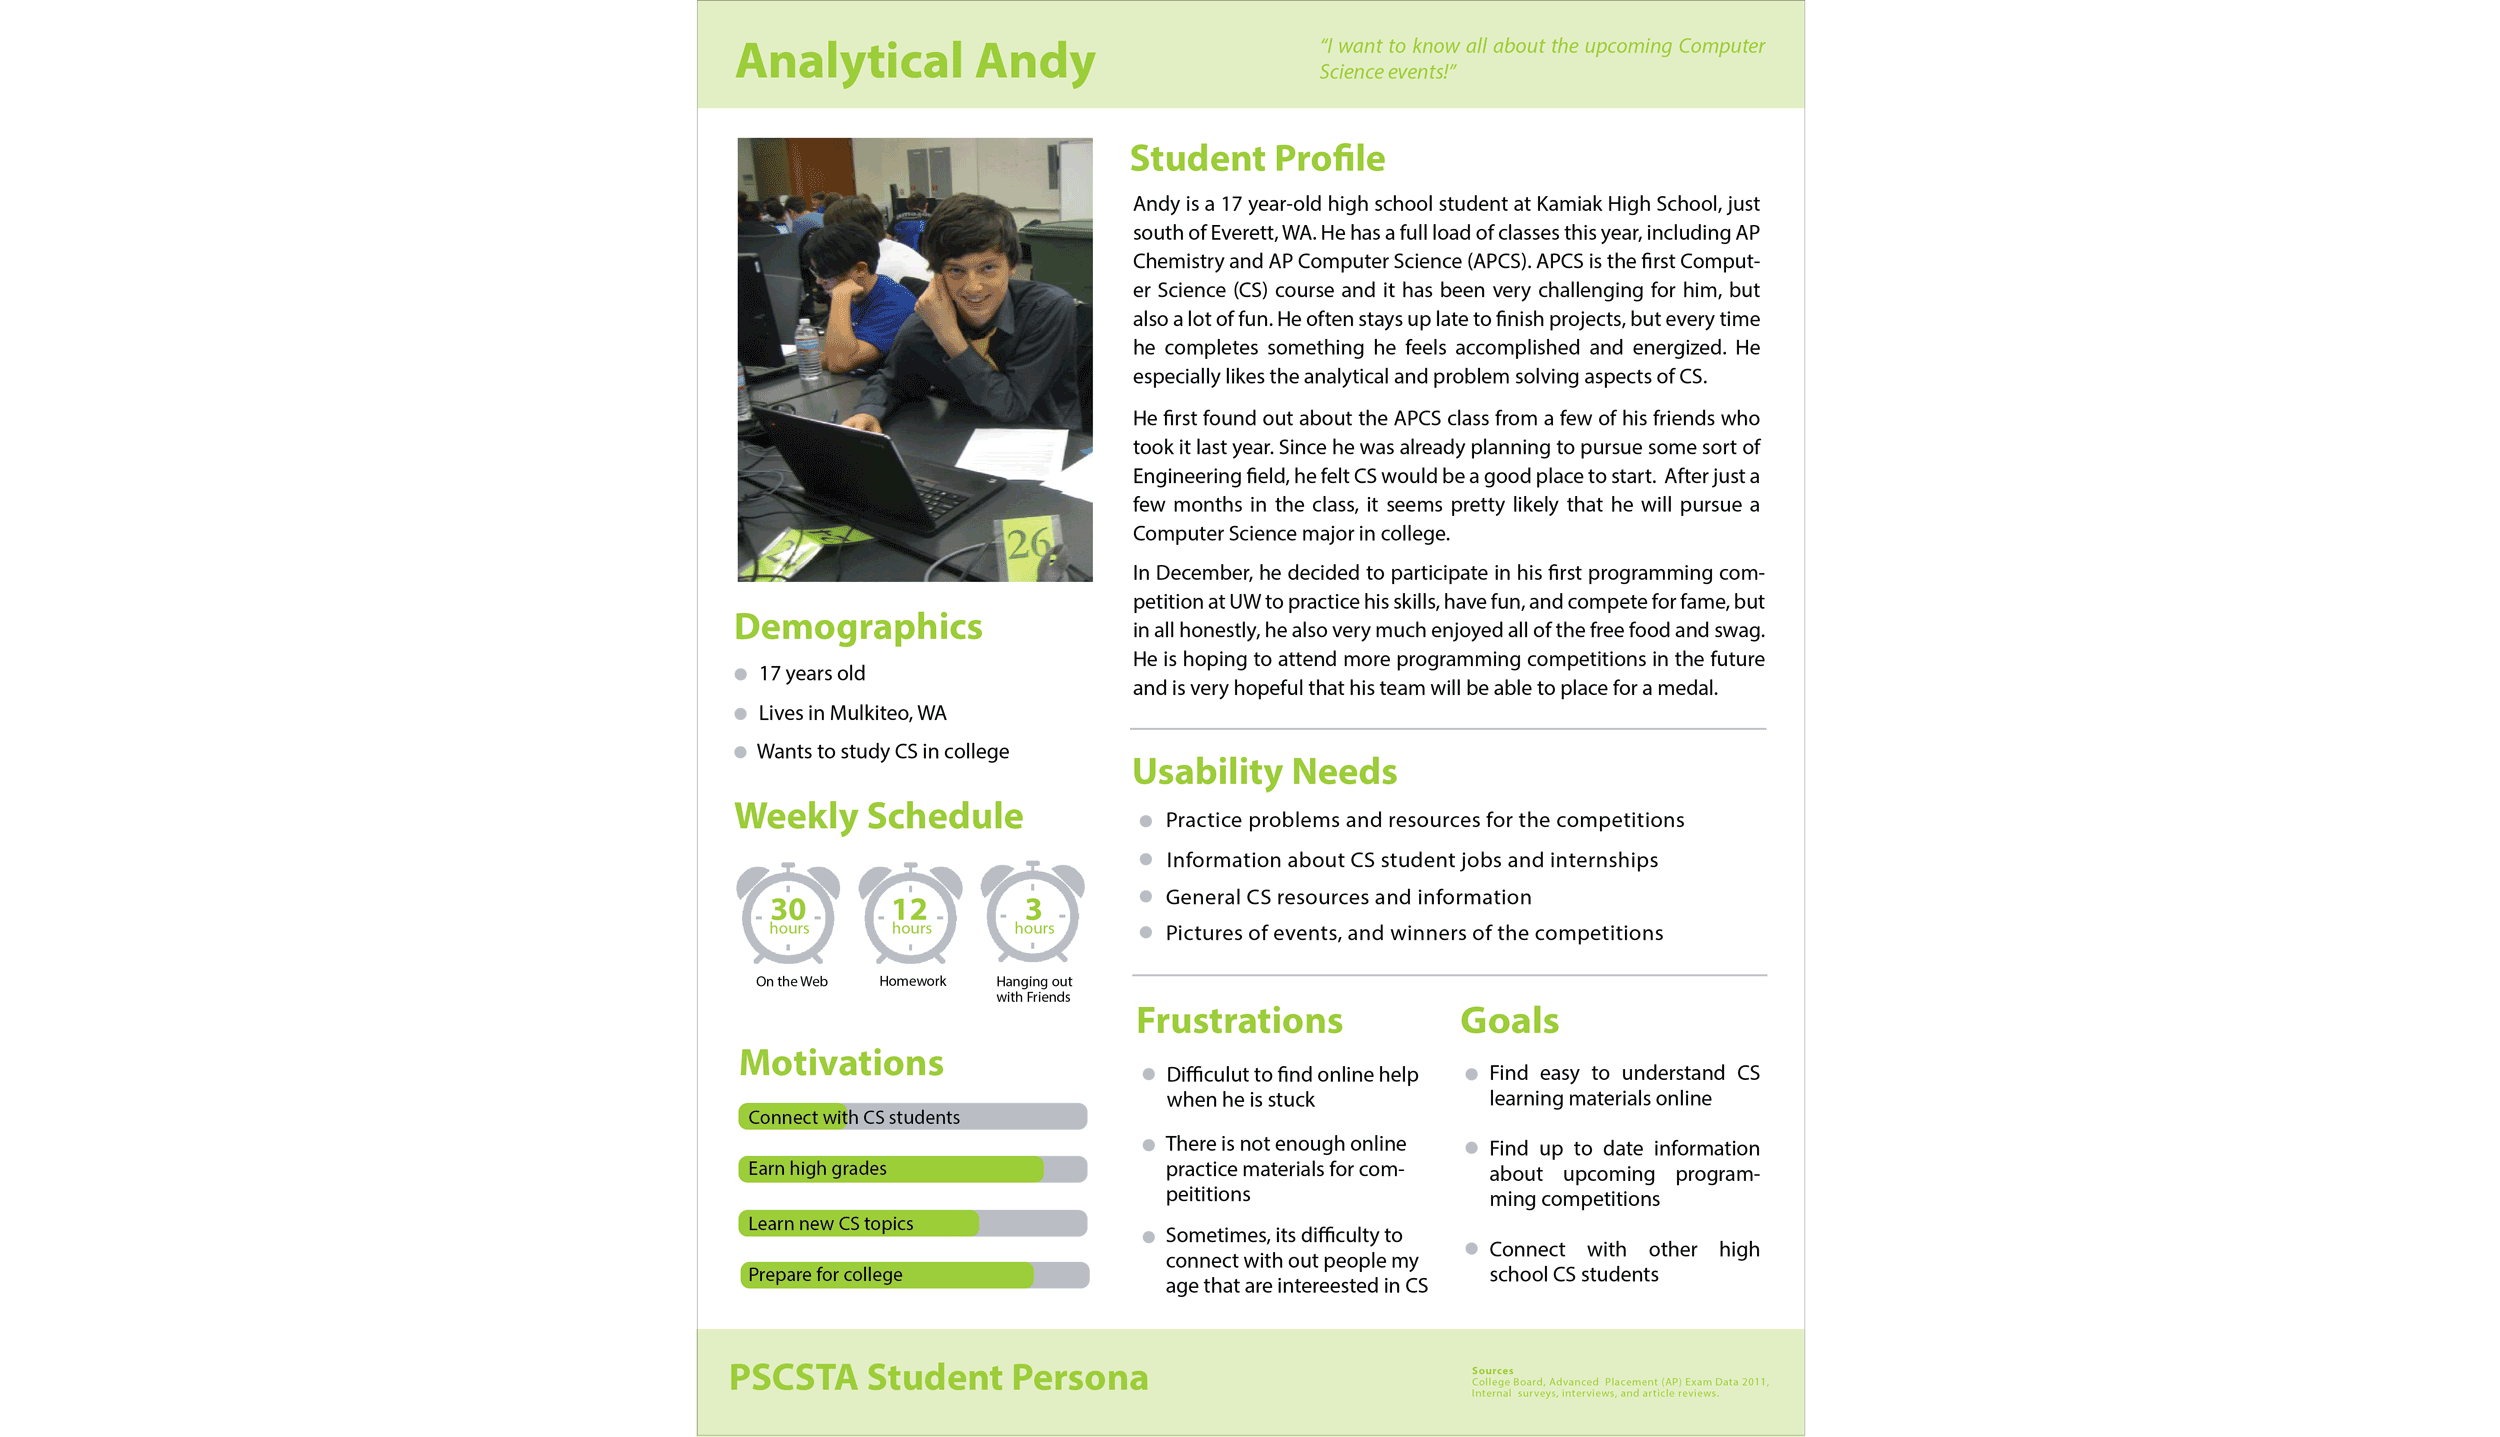 Analytical Andy
“I want to know all about the upcoming Computer
Science events!”
26
Demographics
17 years old
Lives in Mulkiteo, WA
Wants to study CS in college
Weekly Schedule
30
hours
On the Web
12
hours
Homework
3
hours
Hanging out
with Friends
Motivations
Connect with CS students
Earn high grades
Learn new CS topics
Prepare for college
Student Profile
Andy is a 17 year-old high school student at Kamiak High School, just
south of Everett, WA. He has a full load of classes this year, including AP
Chemistry and AP Computer Science (APCS). APCS is the first Comput-
er Science (CS) course and it has been very challenging for him, but
also a lot of fun. He often stays up late to finish projects, but every time
he completes something he feels accomplished and energized. He
especially likes the analytical and problem solving aspects of CS.
He first found out about the APCS class from a few of his friends who
took it last year. Since he was already planning to pursue some sort of
Engineering field, he felt CS would be a good place to start. After just a
few months in the class, it seems pretty likely that he will pursue a
Computer Science major in college.
In December, he decided to participate in his first programming com-
petition at UW to practice his skills, have fun, and compete for fame, but
in all honestly, he also very much enjoyed all of the free food and swag.
He is hoping to attend more programming competitions in the future
and is very hopeful that his team will be able to place for a medal.
Usability Needs
Practice problems and resources for the competitions
Information about CS student jobs and internships
General CS resources and information
Pictures of events, and winners of the competitions
Frustrations
Difficulut to find online help
when he is stuck
There is not enough online
practice materials for com-
peititions
Sometimes, its difficulty to
connect with out people my
age that are intereested in CS
Goals
Find easy to understand CS
learning materials online
Find up to date information
about upcoming program-
ming competitions
Connect with other high
school CS students
PSCSTA Student Persona
Sources
College Board, Advanced Placement (AP) Exam Data 2011,
Internal surveys, interviews, and article reviews.